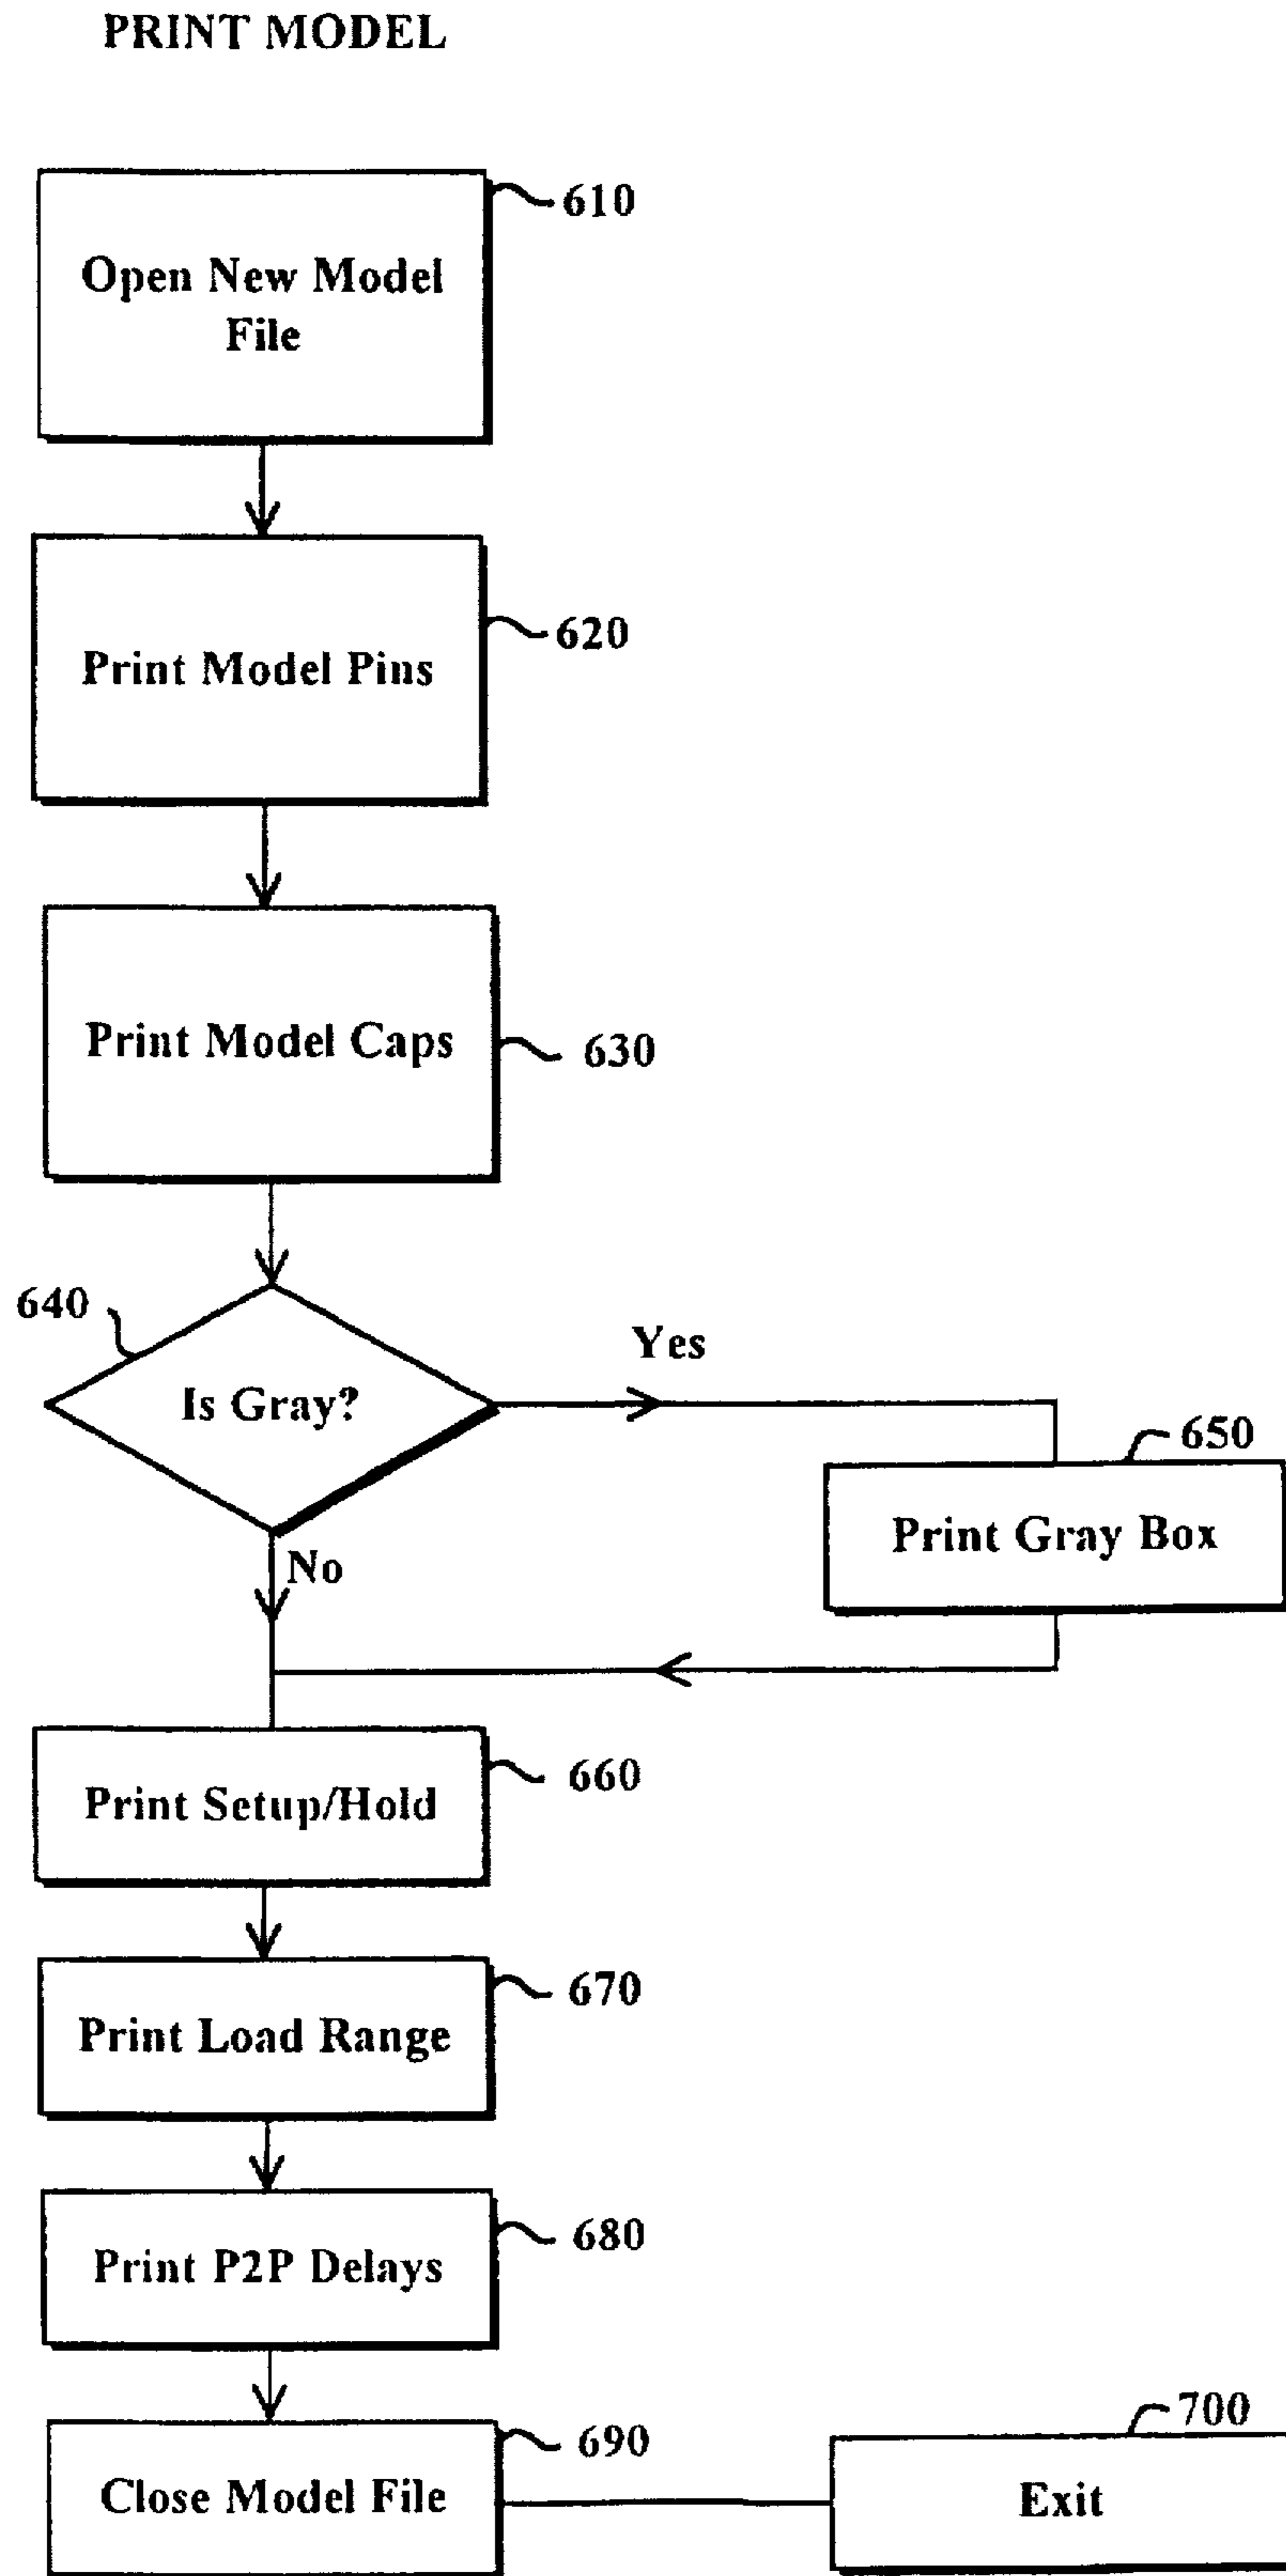 PRINT MODEL
610
Open New Model
File
620
Print Model Pins
Print Model Caps
630
640
Is Gray?
Yes
650
Print Gray Box
No
660
Print Setup/Hold
670
Print Load Range
680
Print P2P Delays
690
Close Model File
700
Exit